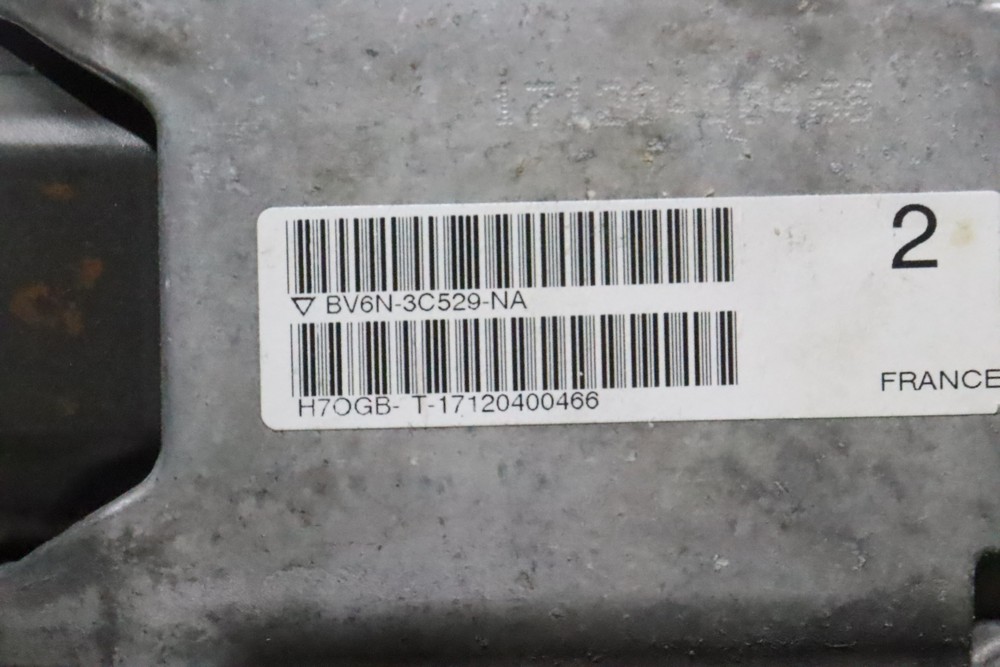 2
▽ BV6N-3C529-NA
FRANCE
H7OGB- T-17120400466